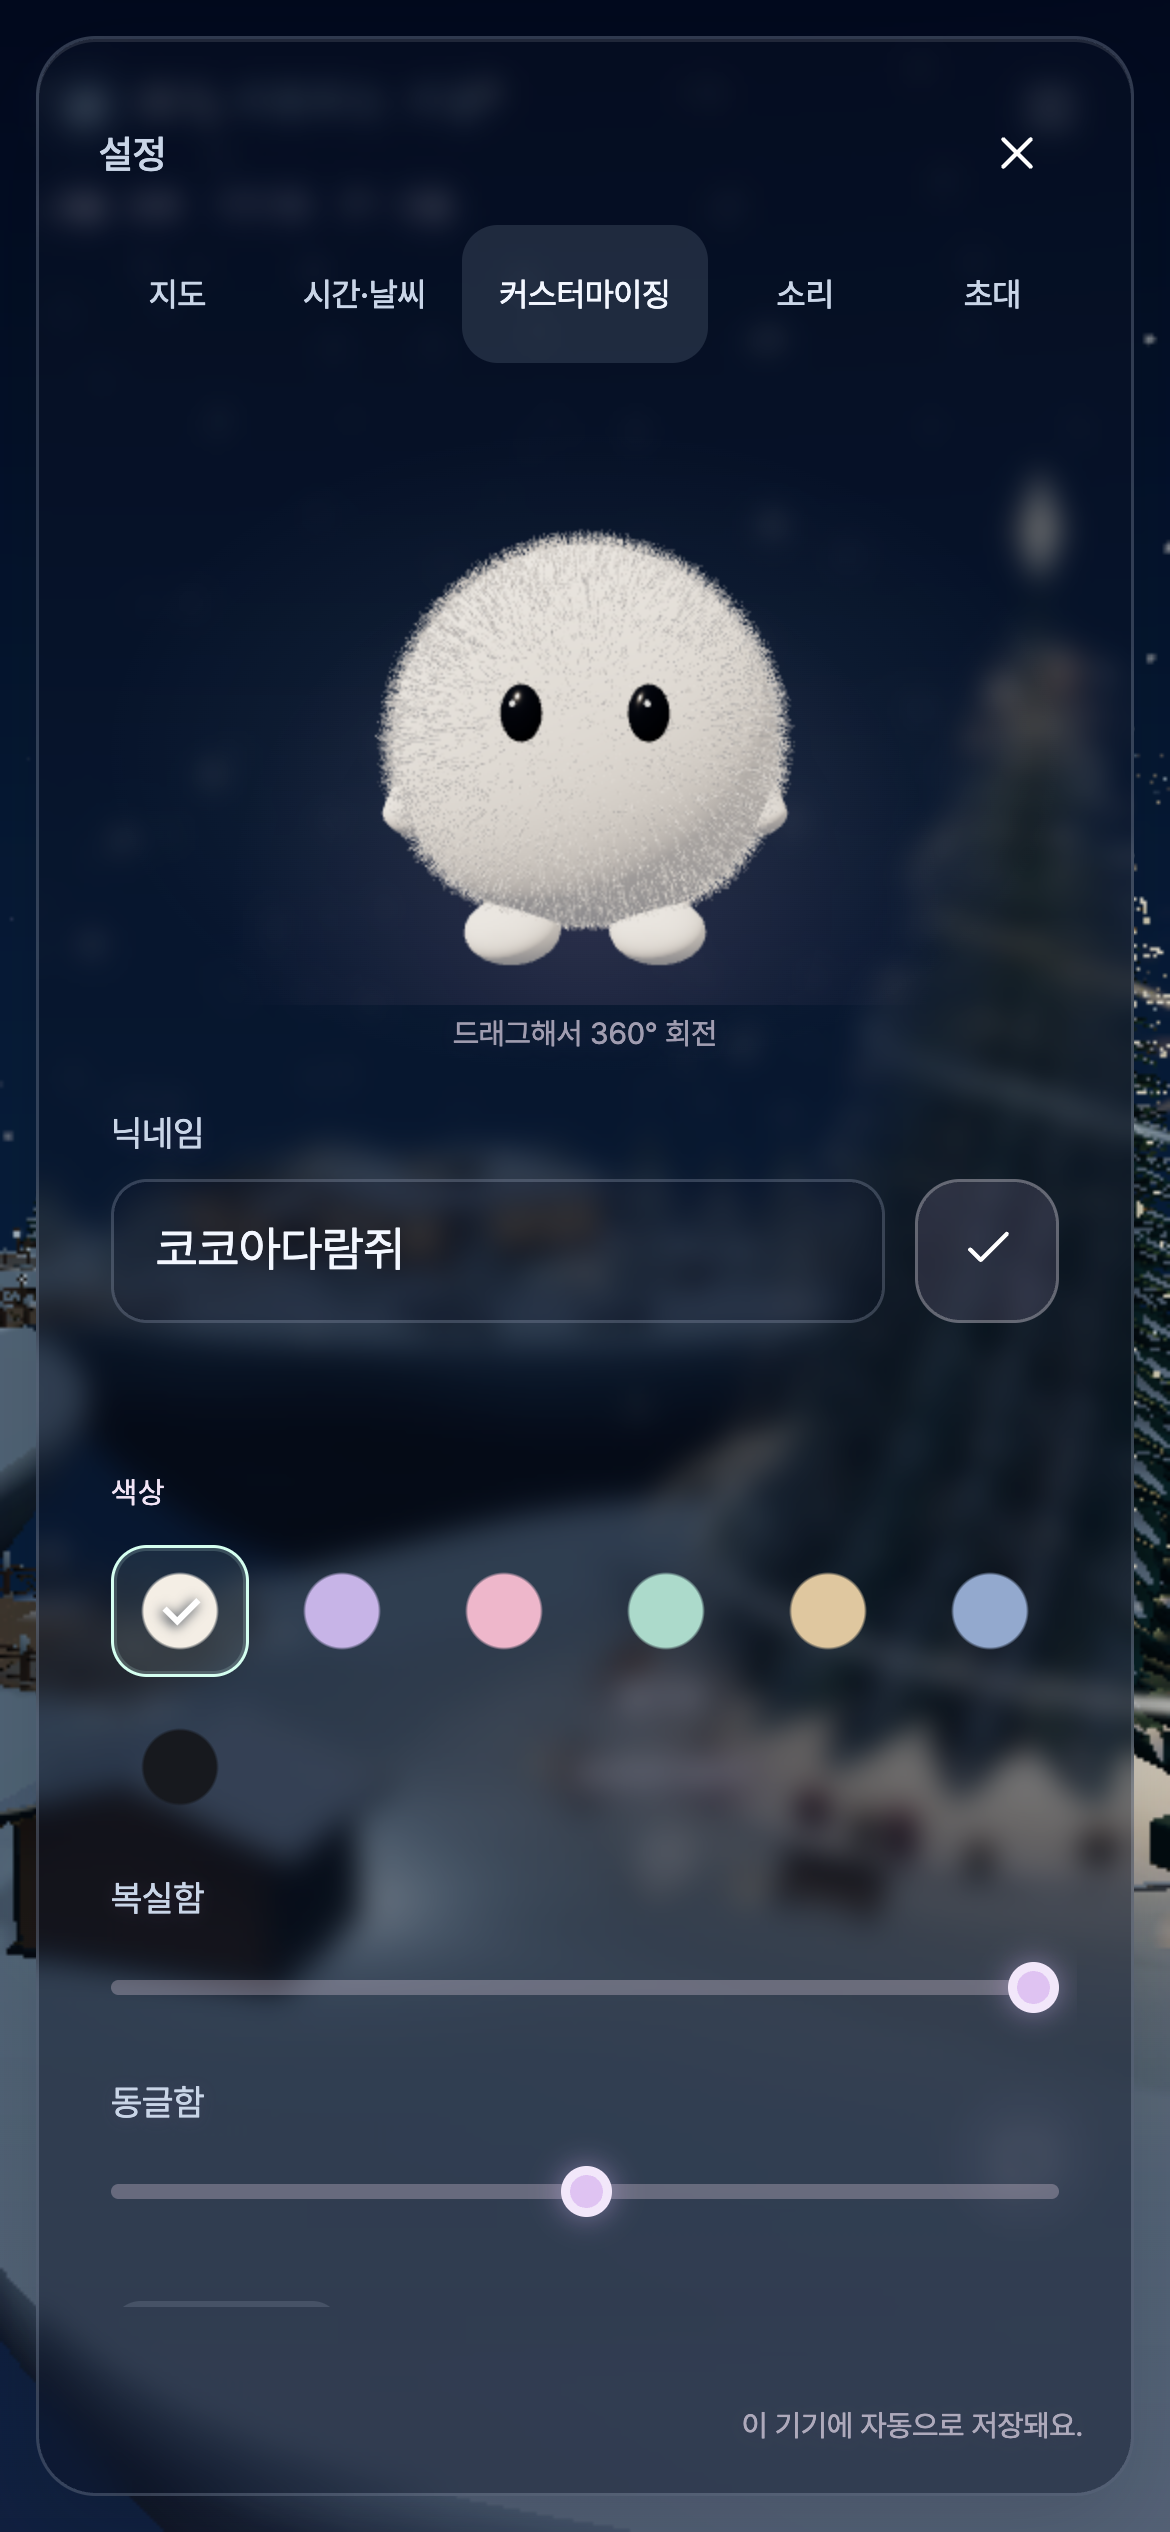 설정
지도
시간·날씨
커스터마이징
소리
초대
드래그해서 360° 회전
닉네임
코코아다람쥐
색상
복실함
동글함
이 기기에 자동으로 저장돼요.